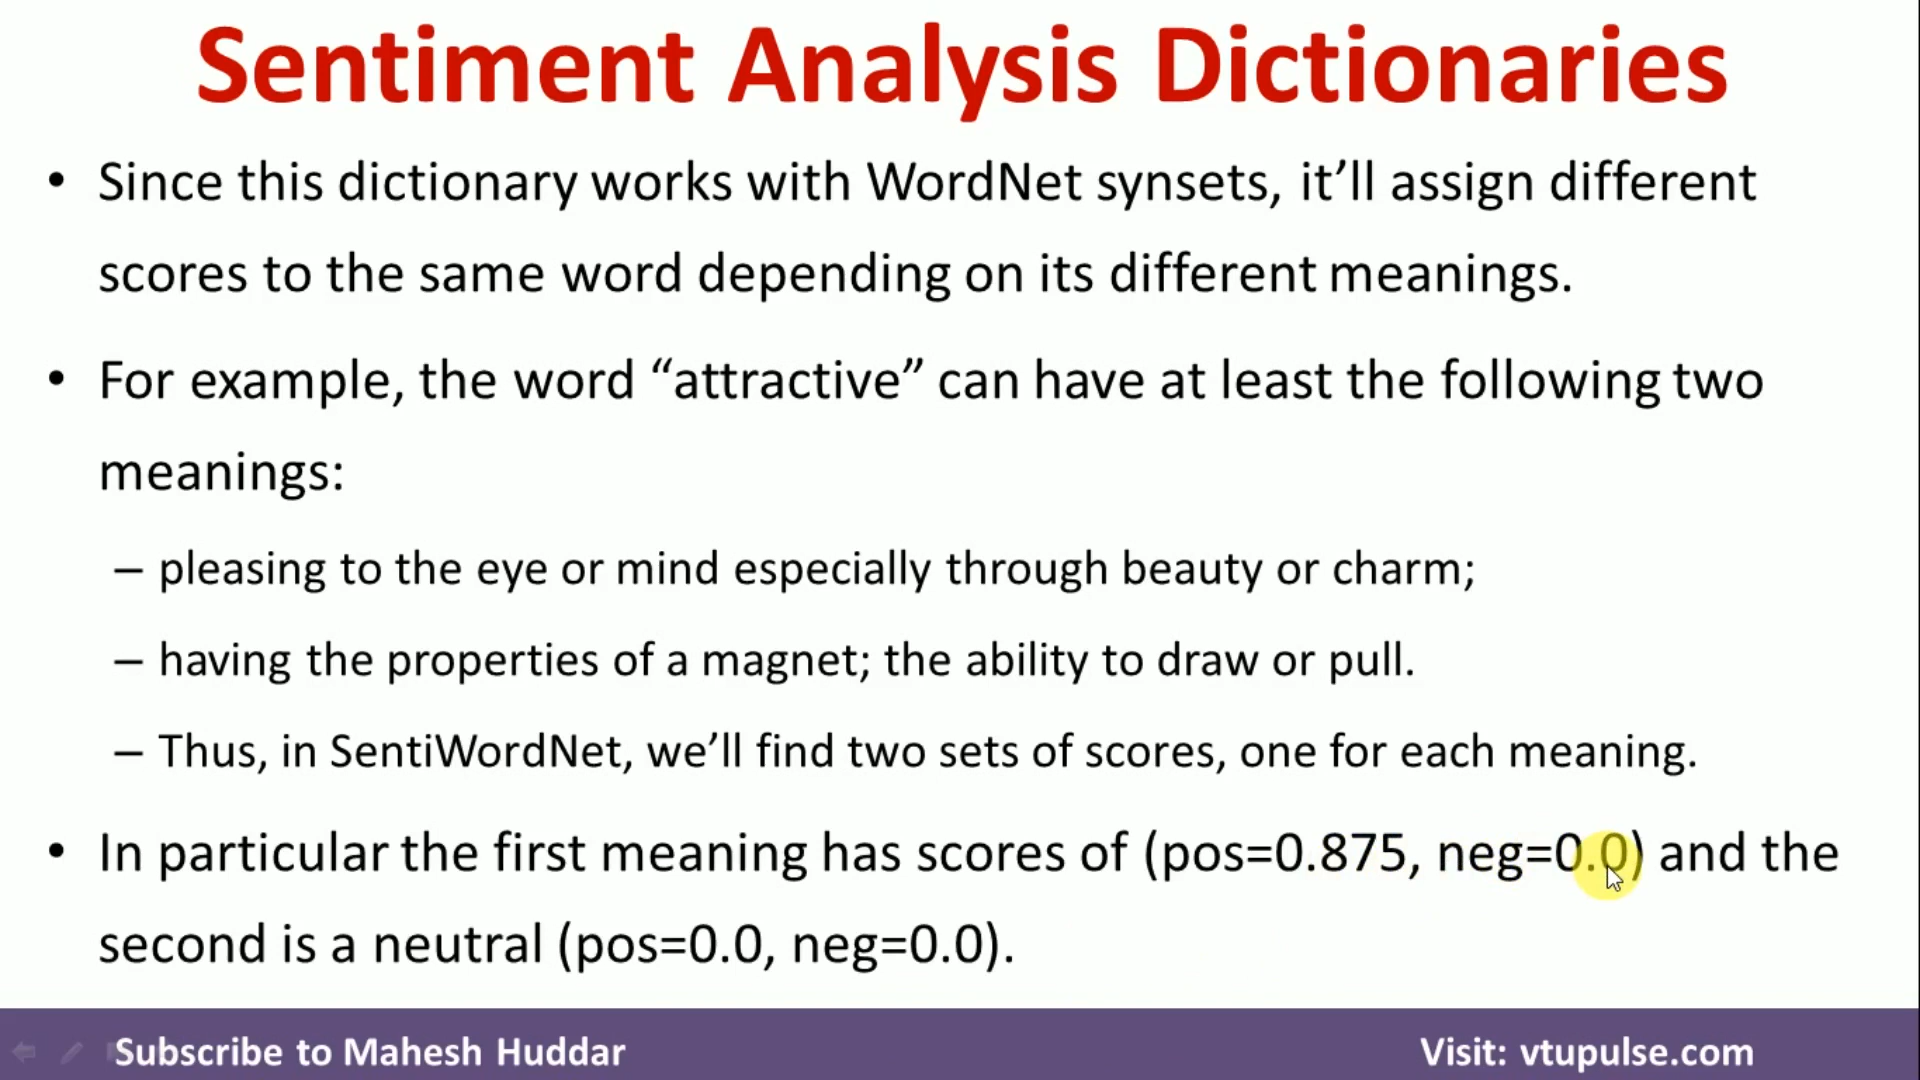 Sentiment Analysis Dictionaries
• Since this dictionary works with WordNet synsets, it’ll assign different
scores to the same word depending on its different meanings.
• For example, the word “attractive” can have at least the following two
meanings:
– pleasing to the eye or mind especially through beauty or charm;
– having the properties of a magnet; the ability to draw or pull.
– Thus, in SentiWordNet, we’ll find two sets of scores, one for each meaning.
• In particular the first meaning has scores of (pos=0.875, neg=0.0) and the
second is a neutral (pos=0.0, neg=0.0).
Subscribe to Mahesh Huddar
Visit: vtupulse.com